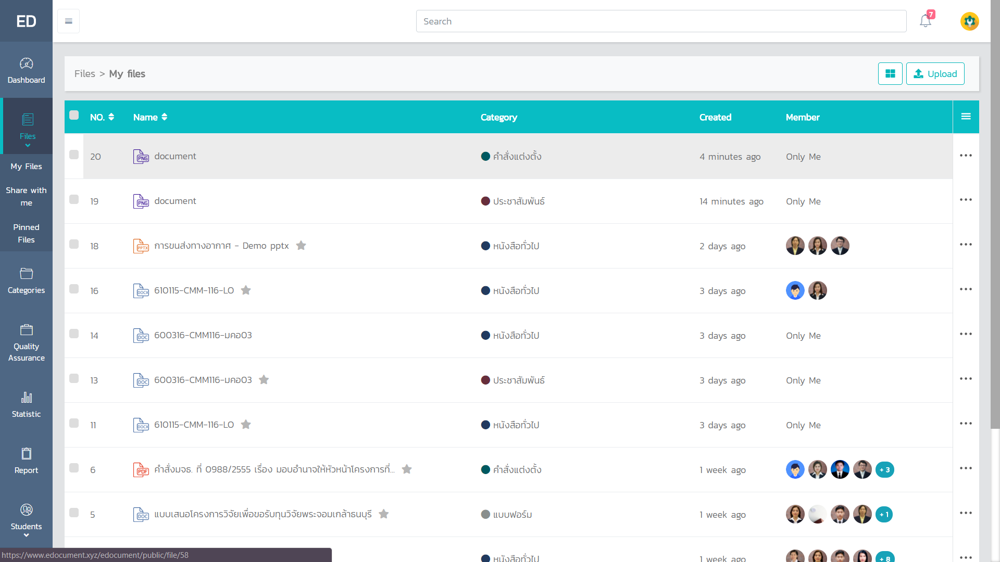 ED
Search
7
Dashboard
Files
My Files
Share with
me
Pinned
Files
Categories
Quality
Assurance
Statistic
Report
Students
Files > My files
Upload
NO. Name Category Created Member
20 PNG document คำสั่งแต่งตั้ง 4 minutes ago Only Me
19 PNG document ประชาสัมพันธ์ 14 minutes ago Only Me
18 PPTX การขนส่งทางอากาศ - Demo pptx หนังสือทั่วไป 2 days ago
16 DOCX 610115-CMM-116-LO หนังสือทั่วไป 3 days ago
14 DOC 600316-CMM116-มคอ03 หนังสือทั่วไป 3 days ago Only Me
13 DOC 600316-CMM116-มคอ03 ประชาสัมพันธ์ 3 days ago Only Me
11 DOCX 610115-CMM-116-LO หนังสือทั่วไป 3 days ago Only Me
6 PDF คำสั่งมจธ. ที่ 0988/2555 เรื่อง มอบอำนาจให้หัวหน้าโครงการที่... คำสั่งแต่งตั้ง 1 week ago + 3
5 DOC แบบเสนอโครงการวิจัยเพื่อขอรับทุนวิจัยพระจอมเกล้าธนบุรี แบบฟอร์ม 1 week ago + 1
หนังสือทั่วไป 1 week ago + 8
https://www.edocument.xyz/edocument/public/file/58